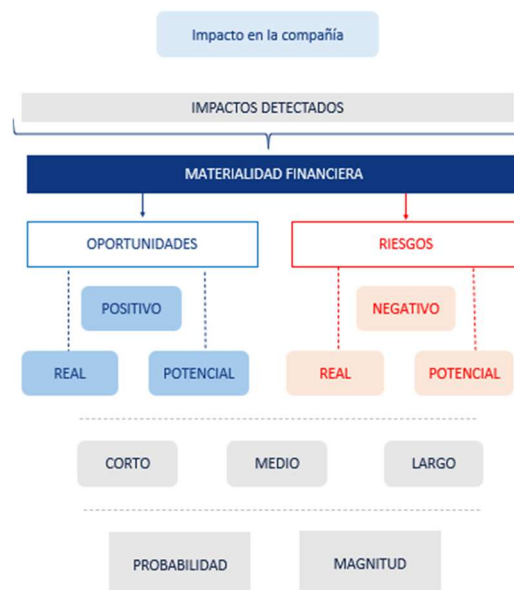 Impacto en la compañía
IMPACTOS DETECTADOS
MATERIALIDAD FINANCIERA
OPORTUNIDADES
RIESGOS
POSITIVO
NEGATIVO
REAL
POTENCIAL
REAL
POTENCIAL
CORTO
MEDIO
LARGO
PROBABILIDAD
MAGNITUD